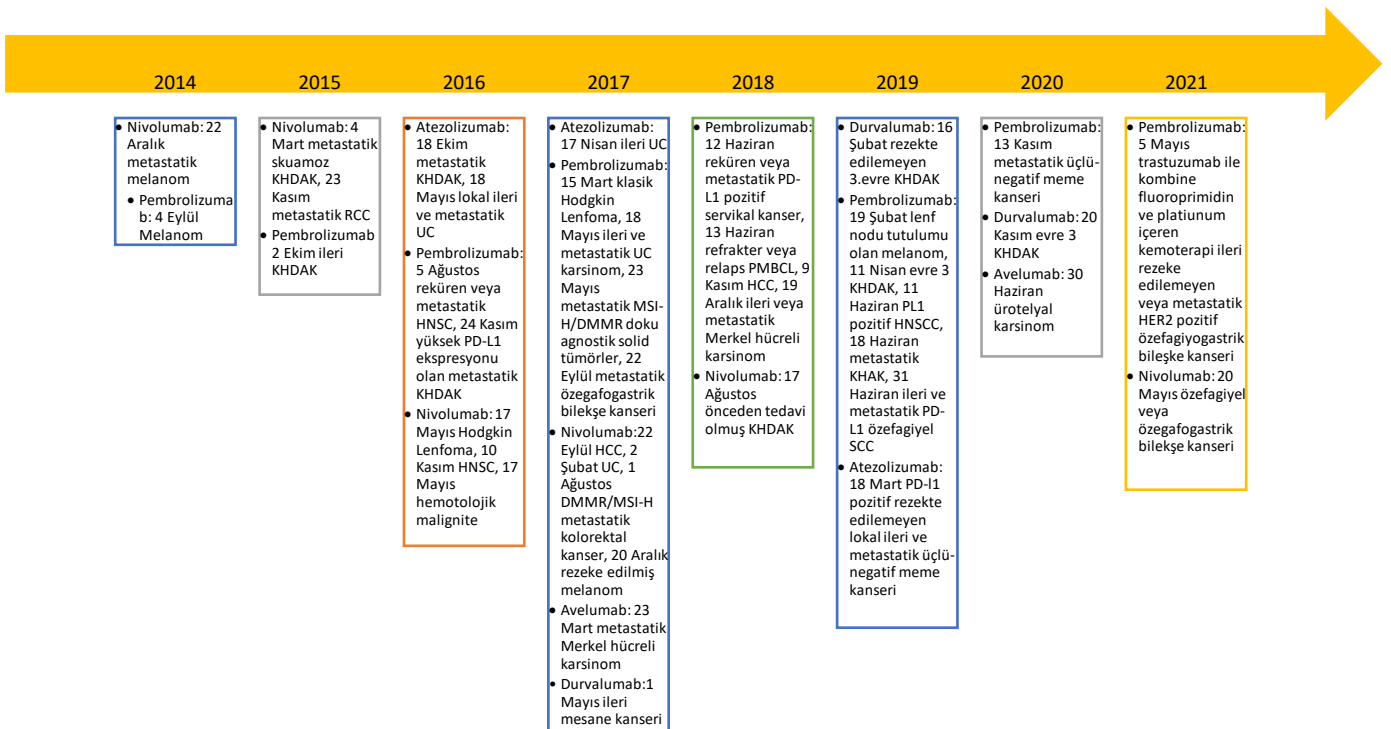 2014
2015
2016
2017
2018
2019
2020
2021
• Nivolumab: 22
Aralık
metastatik
melanom
• Pembrolizuma
b: 4 Eylül
Melanom
• Nivolumab: 4
Mart metastatik
skuamoz
KHDAK, 23
Kasım
metastatik RCC
• Pembrolizumab
2 Ekim ileri
KHDAK
• Atezolizumab:
18 Ekim
metastatik
KHDAK, 18
Mayıs lokal ileri
ve metastatik
UC
• Pembrolizumab:
5 Ağustos
reküren veya
metastatik
HNSC, 24 Kasım
yüksek PD-L1
ekspresyonu
olan metastatik
KHDAK
• Nivolumab: 17
Mayıs Hodgkin
Lenfoma, 10
Kasım HNSC, 17
Mayıs
hemotolojik
malignite
• Atezolizumab:
17 Nisan ileri UC
• Pembrolizumab:
15 Mart klasik
Hodgkin
Lenfoma, 18
Mayıs ileri ve
metastatik UC
karsinom, 23
Mayıs
metastatik MSI-
H/DMMR doku
agnostik solid
tümörler, 22
Eylül metastatik
özegafogastrik
bilekşe kanseri
• Nivolumab:22
Eylül HCC, 2
Şubat UC, 1
Ağustos
DMMR/MSI-H
metastatik
kolorektal
kanser, 20 Aralık
rezeke edilmiş
melanom
• Avelumab: 23
Mart metastatik
Merkel hücreli
karsinom
• Durvalumab:1
Mayıs ileri
mesane kanseri
• Pembrolizumab:
12 Haziran
reküren veya
metastatik PD-
L1 pozitif
servikal kanser,
13 Haziran
refrakter veya
relaps PMBCL, 9
Kasım HCC, 19
Aralık ileri veya
metastatik
Merkel hücreli
karsinom
• Nivolumab: 17
Ağustos
önceden tedavi
olmuş KHDAK
• Durvalumab: 16
Şubat rezekte
edilemeyen
3.evre KHDAK
• Pembrolizumab:
19 Şubat lenf
nodu tutulumu
olan melanom,
11 Nisan evre 3
KHDAK, 11
Haziran PL1
pozitif HNSCC,
18 Haziran
metastatik
KHAK, 31
Haziran ileri ve
metastatik PD-
L1 özefagiyel
SCC
• Atezolizumab:
18 Mart PD-l1
pozitif rezekte
edilemeyen
lokal ileri ve
metastatik üçlü-
negatif meme
kanseri
• Pembrolizumab:
13 Kasım
metastatik üçlü-
negatif meme
kanseri
• Durvalumab: 20
Kasım evre 3
KHDAK
• Avelumab: 30
Haziran
ürotelyal
karsinom
• Pembrolizumab:
5 Mayıs
trastuzumab ile
kombine
fluoroprimidin
ve platiunum
içeren
kemoterapi ileri
rezeke
edilemeyen
veya metastatik
HER2 pozitif
özefagiyogastrik
bileşke kanseri
• Nivolumab: 20
Mayıs özefagiyel
veya
özegafogastrik
bilekşe kanseri